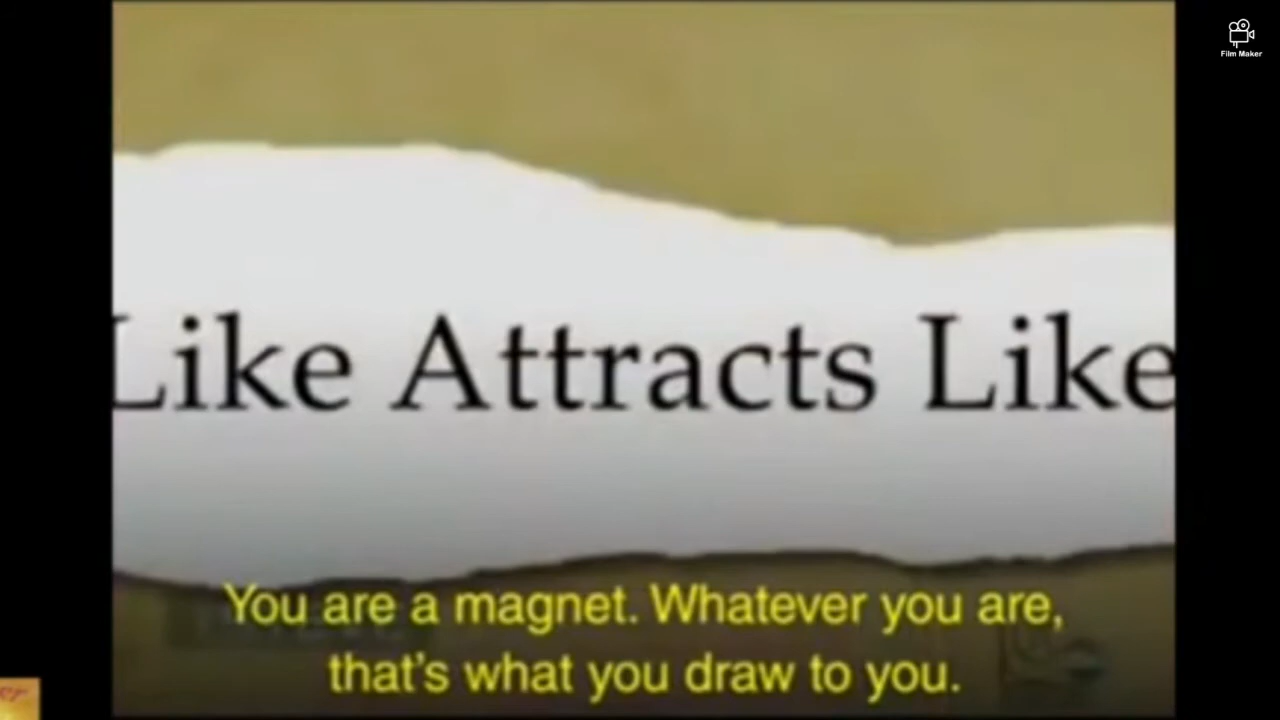 Film Maker
Like Attracts Like
You are a magnet. Whatever you are,
that's what you draw to you.